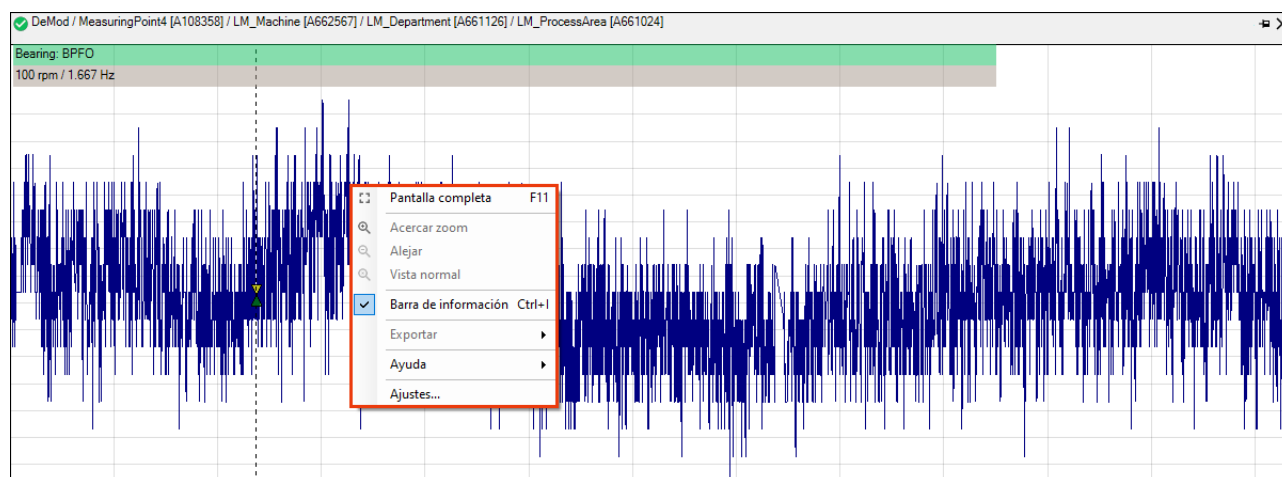 DeMod / MeasuringPoint4 [A108358] / LM_Machine [A662567] / LM_Department [A661126] / LM_ProcessArea [A661024]
Bearing: BPFO
100 rpm / 1.667 Hz
Pantalla completa F11
Acercar zoom
Alejar
Vista normal
Barra de información Ctrl+I
Exportar
Ayuda
Ajustes...